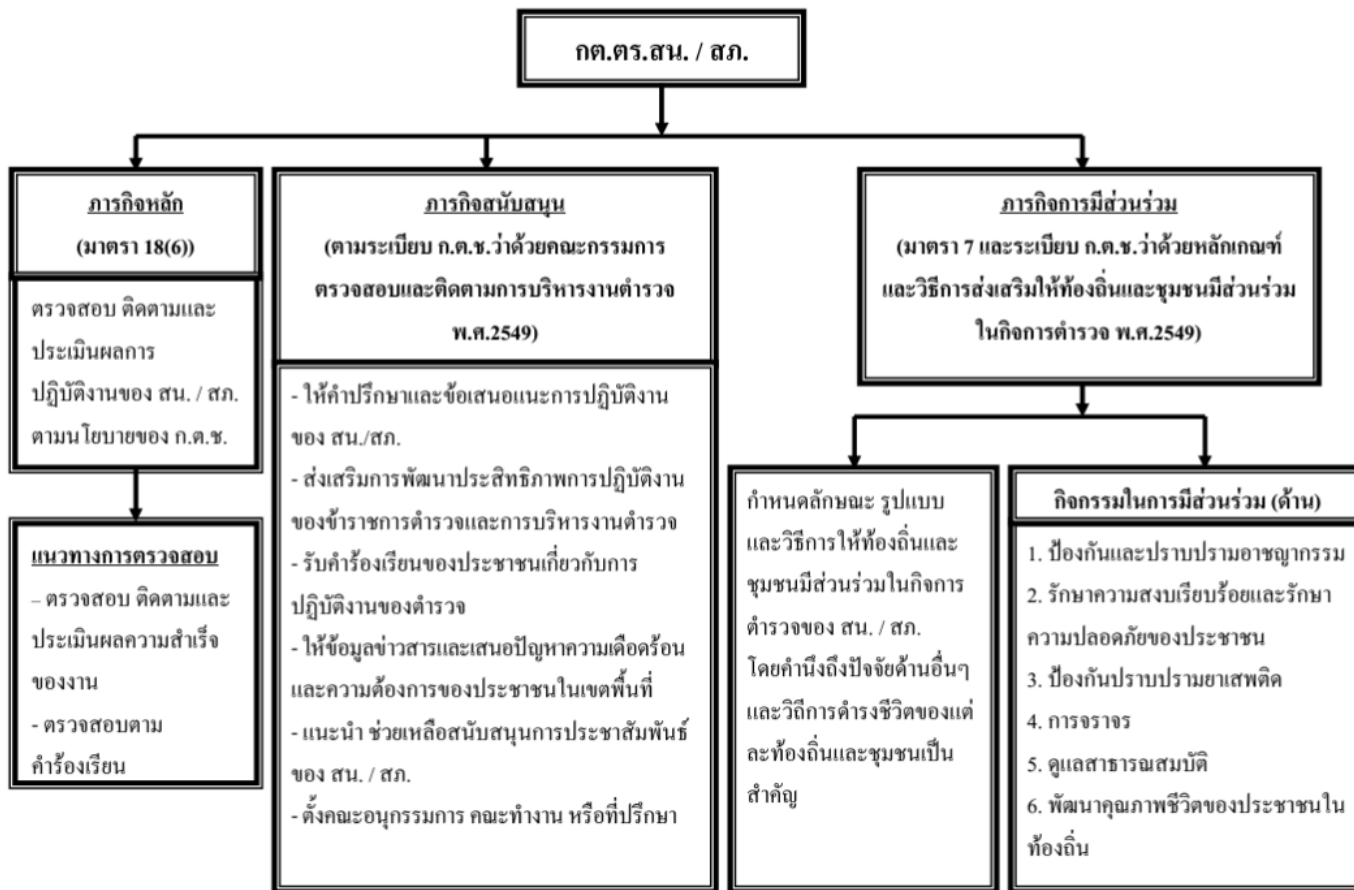 กต.ตร.สน. / สภ.
ภารกิจหลัก
(มาตรา 18(6))
ตรวจสอบ ติดตามและ
ประเมินผลการ
ปฏิบัติงานของ สน. / สภ.
ตามนโยบายของ ก.ต.ช.
แนวทางการตรวจสอบ
– ตรวจสอบ ติดตามและ
ประเมินผลความสำเร็จ
ของงาน
- ตรวจสอบตาม
คำร้องเรียน
ภารกิจสนับสนุน
(ตามระเบียบ ก.ต.ช.ว่าด้วยคณะกรรมการ
ตรวจสอบและติดตามการบริหารงานตำรวจ
พ.ศ.2549)
- ให้คำปรึกษาและข้อเสนอแนะการปฏิบัติงาน
ของ สน./สภ.
- ส่งเสริมการพัฒนาประสิทธิภาพการปฏิบัติงาน
ของข้าราชการตำรวจและการบริหารงานตำรวจ
- รับคำร้องเรียนของประชาชนเกี่ยวกับการ
ปฏิบัติงานของตำรวจ
- ให้ข้อมูลข่าวสารและเสนอปัญหาความเดือดร้อน
และความต้องการของประชาชนในเขตพื้นที่
- แนะนำ ช่วยเหลือสนับสนุนการประชาสัมพันธ์
ของ สน. / สภ.
- ตั้งคณะอนุกรรมการ คณะทำงาน หรือที่ปรึกษา
ภารกิจการมีส่วนร่วม
(มาตรา 7 และระเบียบ ก.ต.ช.ว่าด้วยหลักเกณฑ์
และวิธีการส่งเสริมให้ท้องถิ่นและชุมชนมีส่วนร่วม
ในกิจการตำรวจ พ.ศ.2549)
กำหนดลักษณะ รูปแบบ
และวิธีการให้ท้องถิ่นและ
ชุมชนมีส่วนร่วมในกิจการ
ตำรวจของ สน. / สภ.
โดยคำนึงถึงปัจจัยด้านอื่นๆ
และวิถีการดำรงชีวิตของแต่
ละท้องถิ่นและชุมชนเป็น
สำคัญ
กิจกรรมในการมีส่วนร่วม (ด้าน)
1. ป้องกันและปราบปรามอาชญากรรม
2. รักษาความสงบเรียบร้อยและรักษา
ความปลอดภัยของประชาชน
3. ป้องกันปราบปรามยาเสพติด
4. การจราจร
5. ดูแลสาธารณสมบัติ
6. พัฒนาคุณภาพชีวิตของประชาชนใน
ท้องถิ่น